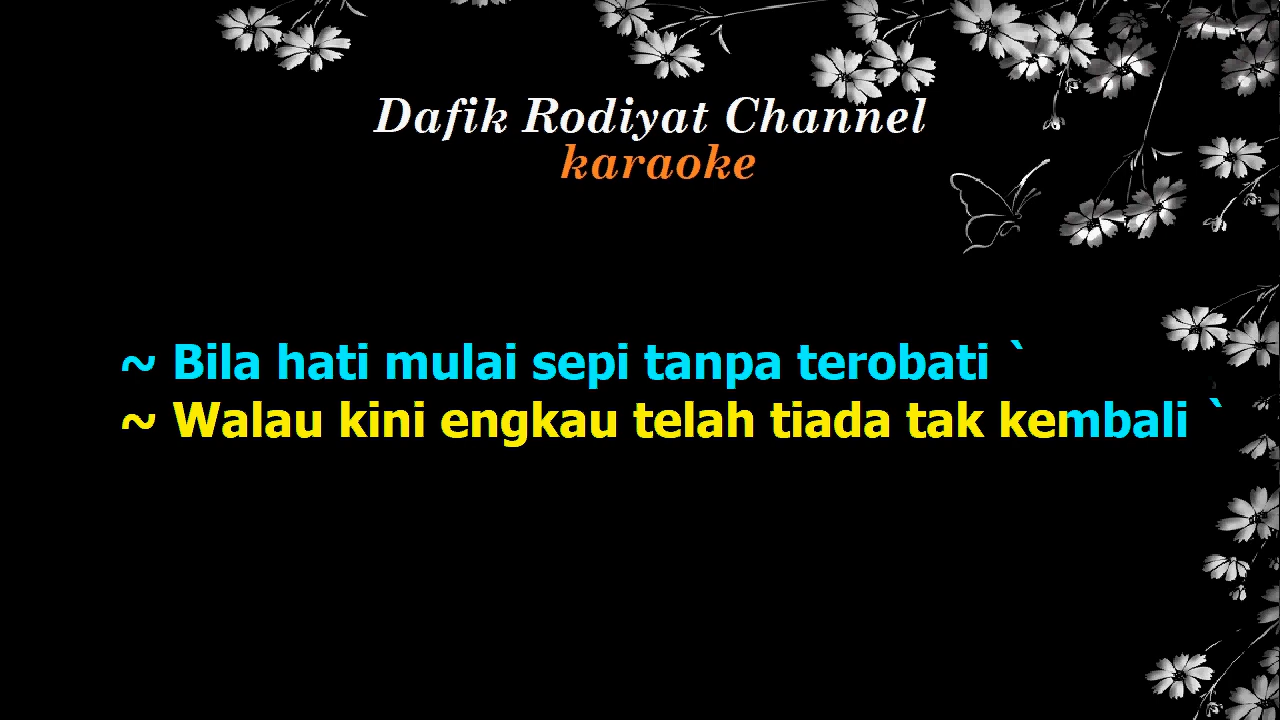 Dafik Rodiyat Channel
karaoke
~ Bila hati mulai sepi tanpa terobati `
~ Walau kini engkau telah tiada tak kembali `